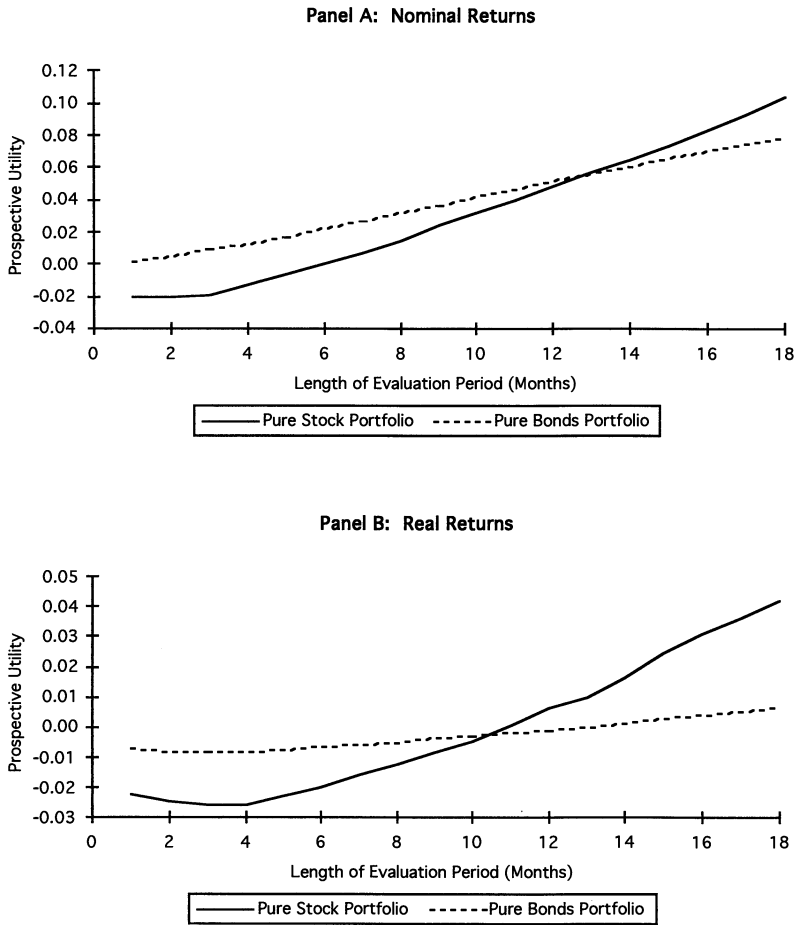 Panel A: Nominal Returns
0.12
0.10
0.08
0.06
0.04
0.02
0.00
-0.02
-0.04
Prospective Utility
0 2 4 6 8 10 12 14 16 18
Length of Evaluation Period (Months)
Pure Stock Portfolio Pure Bonds Portfolio
Panel B: Real Returns
0.05
0.04
0.03
0.02
0.01
0.00
-0.01
-0.02
-0.03
Prospective Utility
0 2 4 6 8 10 12 14 16 18
Length of Evaluation Period (Months)
Pure Stock Portfolio Pure Bonds Portfolio